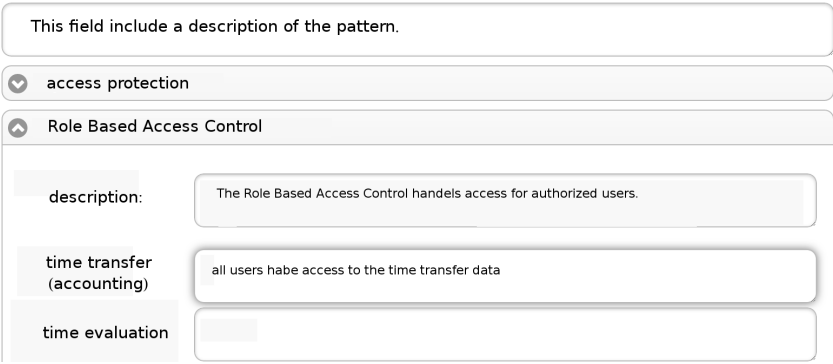 This field include a description of the pattern.
access protection
Role Based Access Control
description:
The Role Based Access Control handels access for authorized users.
time transfer
(accounting)
all users habe access to the time transfer data
time evaluation